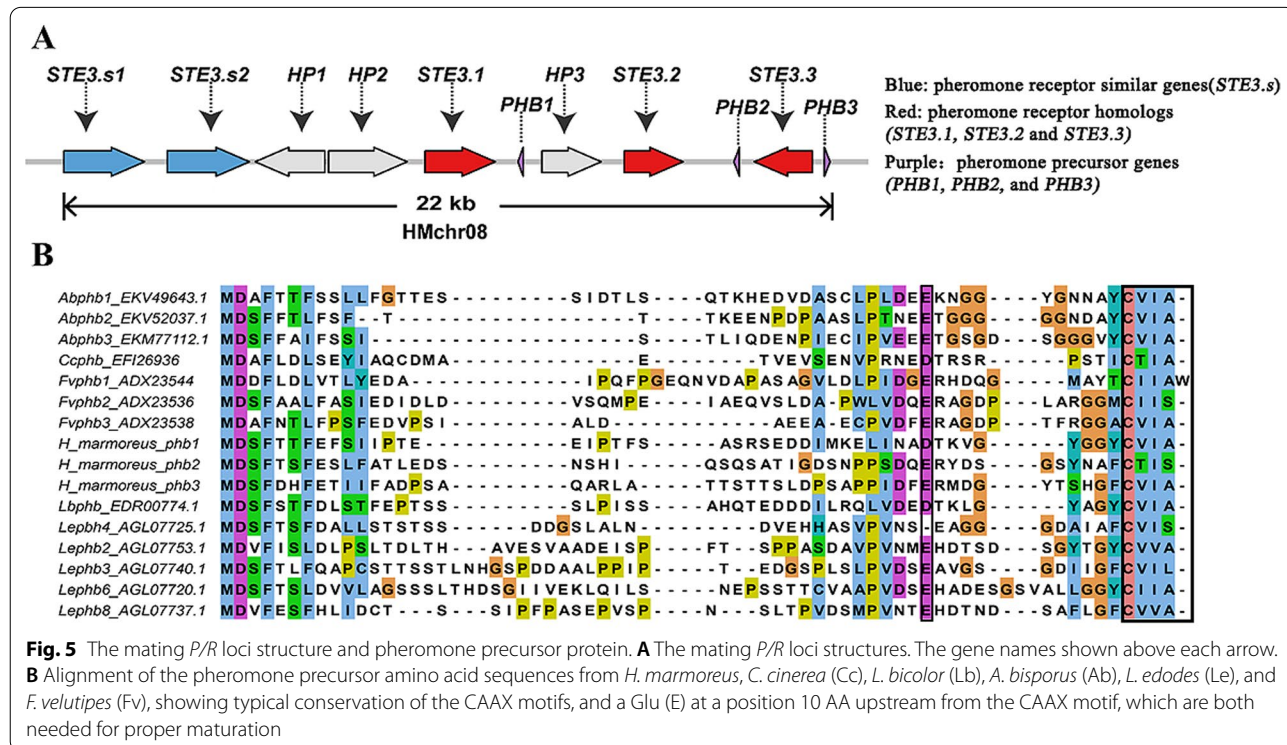 A
STE3.s1 STE3.s2 HP1 HP2 STE3.1 PHB1 HP3 STE3.2 PHB2 STE3.3 PHB3
Blue: pheromone receptor similar genes(STE3.s)
Red: pheromone receptor homologs
(STE3.1, STE3.2 and STE3.3)
Purple: pheromone precursor genes
(PHB1, PHB2, and PHB3)
22 kb
HMchr08
B
Abphb1_EKV49643.1 MDAFTTFSSLLFGTTES---------SIDTLS----QTKHEDVDASCLPLDEEKNGG----YGNNAYCVIA-
Abphb2_EKV52037.1 MDSFFTLFSFF--T------------T----TKEENPDPAASLPTNEETGGG----GGNDAYCVIA-
Abphb3_EKM77112.1 MDSFFAIFSSI---------------S----TLIQDENPIECIPVEEETGSGD---SGGGVYCVIA-
Ccphb_EFI26936 MDAFLDLSEYIAQCDMA---------E------TVEVSENVPRNEDTRSR-----PSTICTIA-
Fvphb1_ADX23544 MDDFLDLVTLYEDA------------IPQFPGEQNVDAPASAGVLDLPIDGERHDQG----MAYTCIIAW
Fvphb2_ADX23536 MDSFAALFASIEDIDLD--------VSQMPE---IAEQVSLDA-PWLVDQERAGDP---LARGGMCIIS-
Fvphb3_ADX23538 MDAFNTLFPSFEDVPSI--------ALD-------AEEA-ECPVDFERAGDP---TFRGGACVIA-
H_marmoreus_phb1 MDSFTTFEFSIIPTE-----------EIPTFS----ASRSEDDIMKELINADTKVG------YGGYCVIA-
H_marmoreus_phb2 MDSFTSFESLFATLEDS--------NSHI-----QSQSATIGDSNPPSDQERYDS----GSYNAFCTIS-
H_marmoreus_phb3 MDSFDHFETIIFADPSA--------QARLA----TTSTTSLDPSAPPIDFERMDG----YTSHGFCVIA-
Lbphb_EDR00774.1 MDSFSTFDLSTFEPTSS---------SLPISS----AHQTEDDDILRQLVDEDTKLG------YAGYCVIA-
Lepbh4_AGL07725.1 MDSFTSFDALLSTSTSS-----DDGSLALN----DVEHHASVPVNS-EAGG----GDAIAFCVIS-
Lephb2_AGL07753.1 MDVFISLDLPSLTDLTH---AVESVAADEISP----FT--SPPASDAVPVNMEHDTSD---SGYTGYCVVA-
Lephb3_AGL07740.1 MDSFTLFQAPCSTTSSTLNHGSPDDAALPPIP----TEDGSPLSLPVDSEAVGS----GDIIGFCVIL-
Lephb6_AGL07720.1 MDSFTSLDVVLAGSSSLTHDSGIIVEKLQILS----NEPSSTTCVAAPVDSEHADESGSVALLGGYCIIA-
Lephb8_AGL07737.1 MDVFESFHLIDCTS---SIPFPASEPVSP----N---SLTPVDSMPVNTEHDTND---SAFLGFCVVA-
Fig. 5 The mating P/R loci structure and pheromone precursor protein. A The mating P/R loci structures. The gene names shown above each arrow.
B Alignment of the pheromone precursor amino acid sequences from H. marmoreus, C. cinerea (Cc), L. bicolor (Lb), A. bisporus (Ab), L. edodes (Le), and
F. velutipes (Fv), showing typical conservation of the CAAX motifs, and a Glu (E) at a position 10 AA upstream from the CAAX motif, which are both
needed for proper maturation